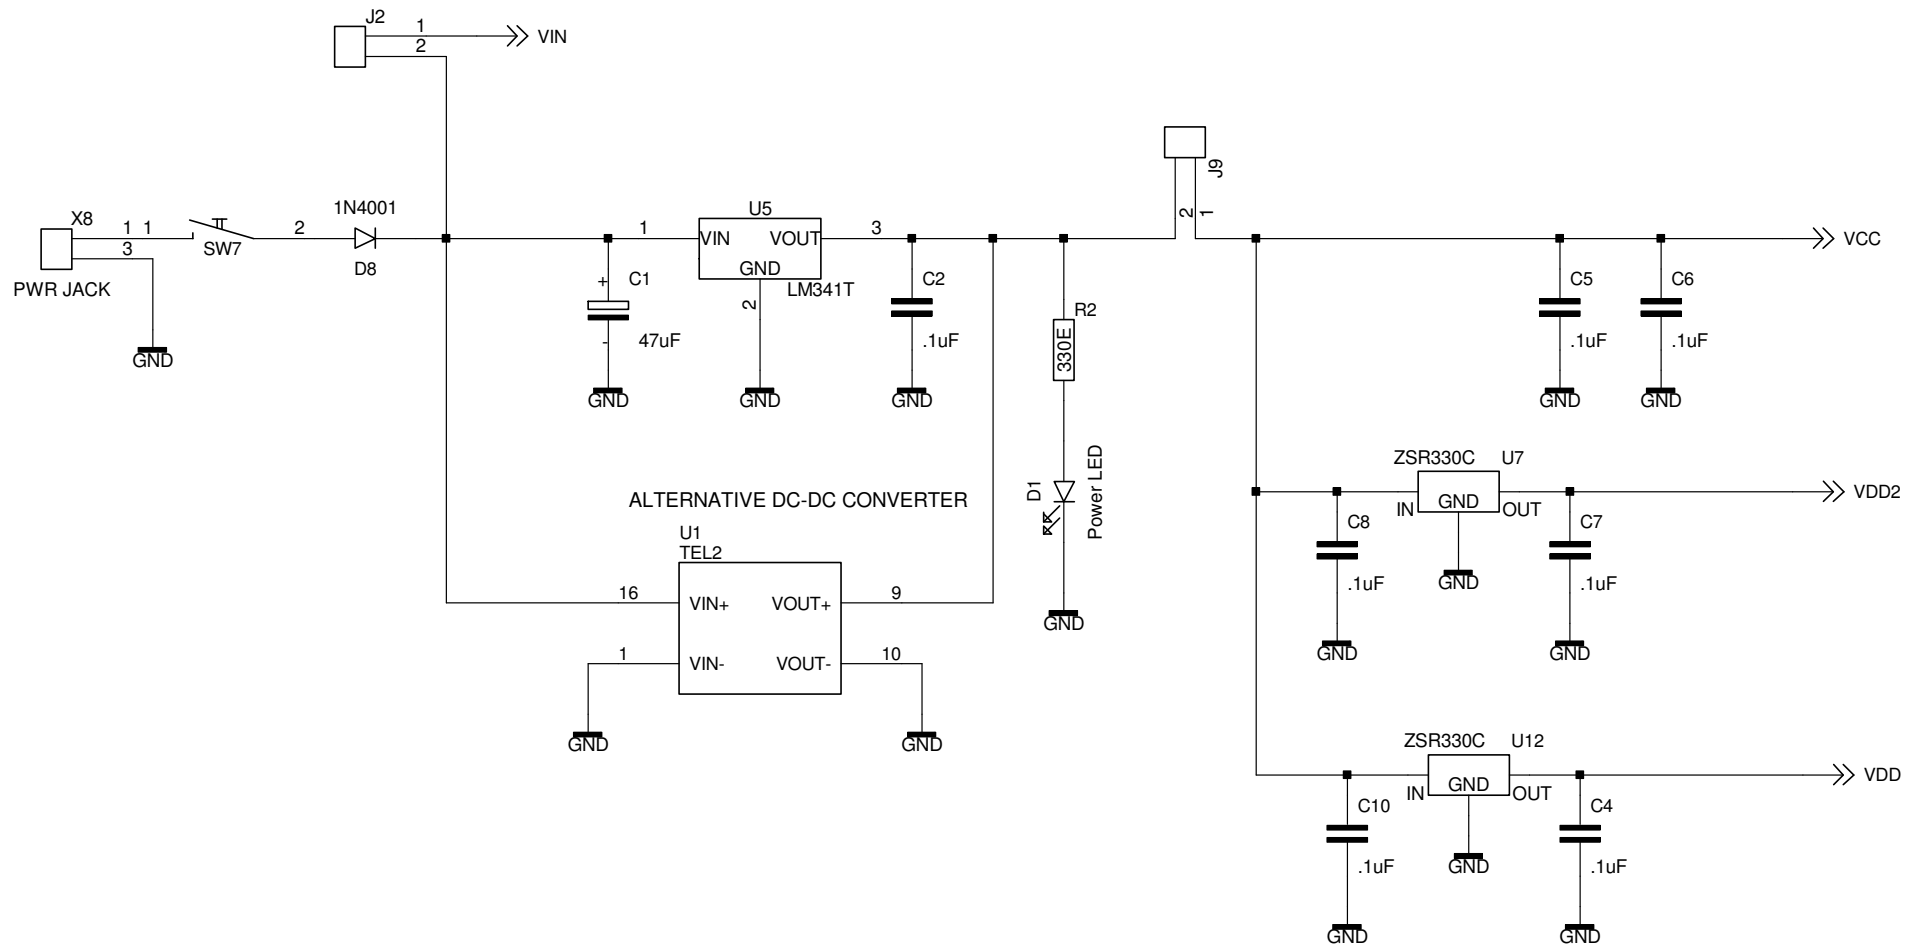 J2
1
VIN
2
J9
2
1
X8
1 1
3
PWR JACK
GND
SW7
2
1N4001
D8
1
U5
VIN VOUT
GND
LM341T
2
3
+
C1
-
47uF
GND
GND
C2
.1uF
GND
R2
330E
D1
Power LED
GND
VCC
C5
.1uF
GND
C6
.1uF
GND
ALTERNATIVE DC-DC CONVERTER
U1
TEL2
16
VIN+ VOUT+
9
1
VIN- VOUT-
10
GND
GND
ZSR330C U7
GND
IN OUT
VDD2
C8
.1uF
GND
GND
C7
.1uF
GND
ZSR330C U12
GND
IN OUT
VDD
C10
.1uF
GND
GND
C4
.1uF
GND